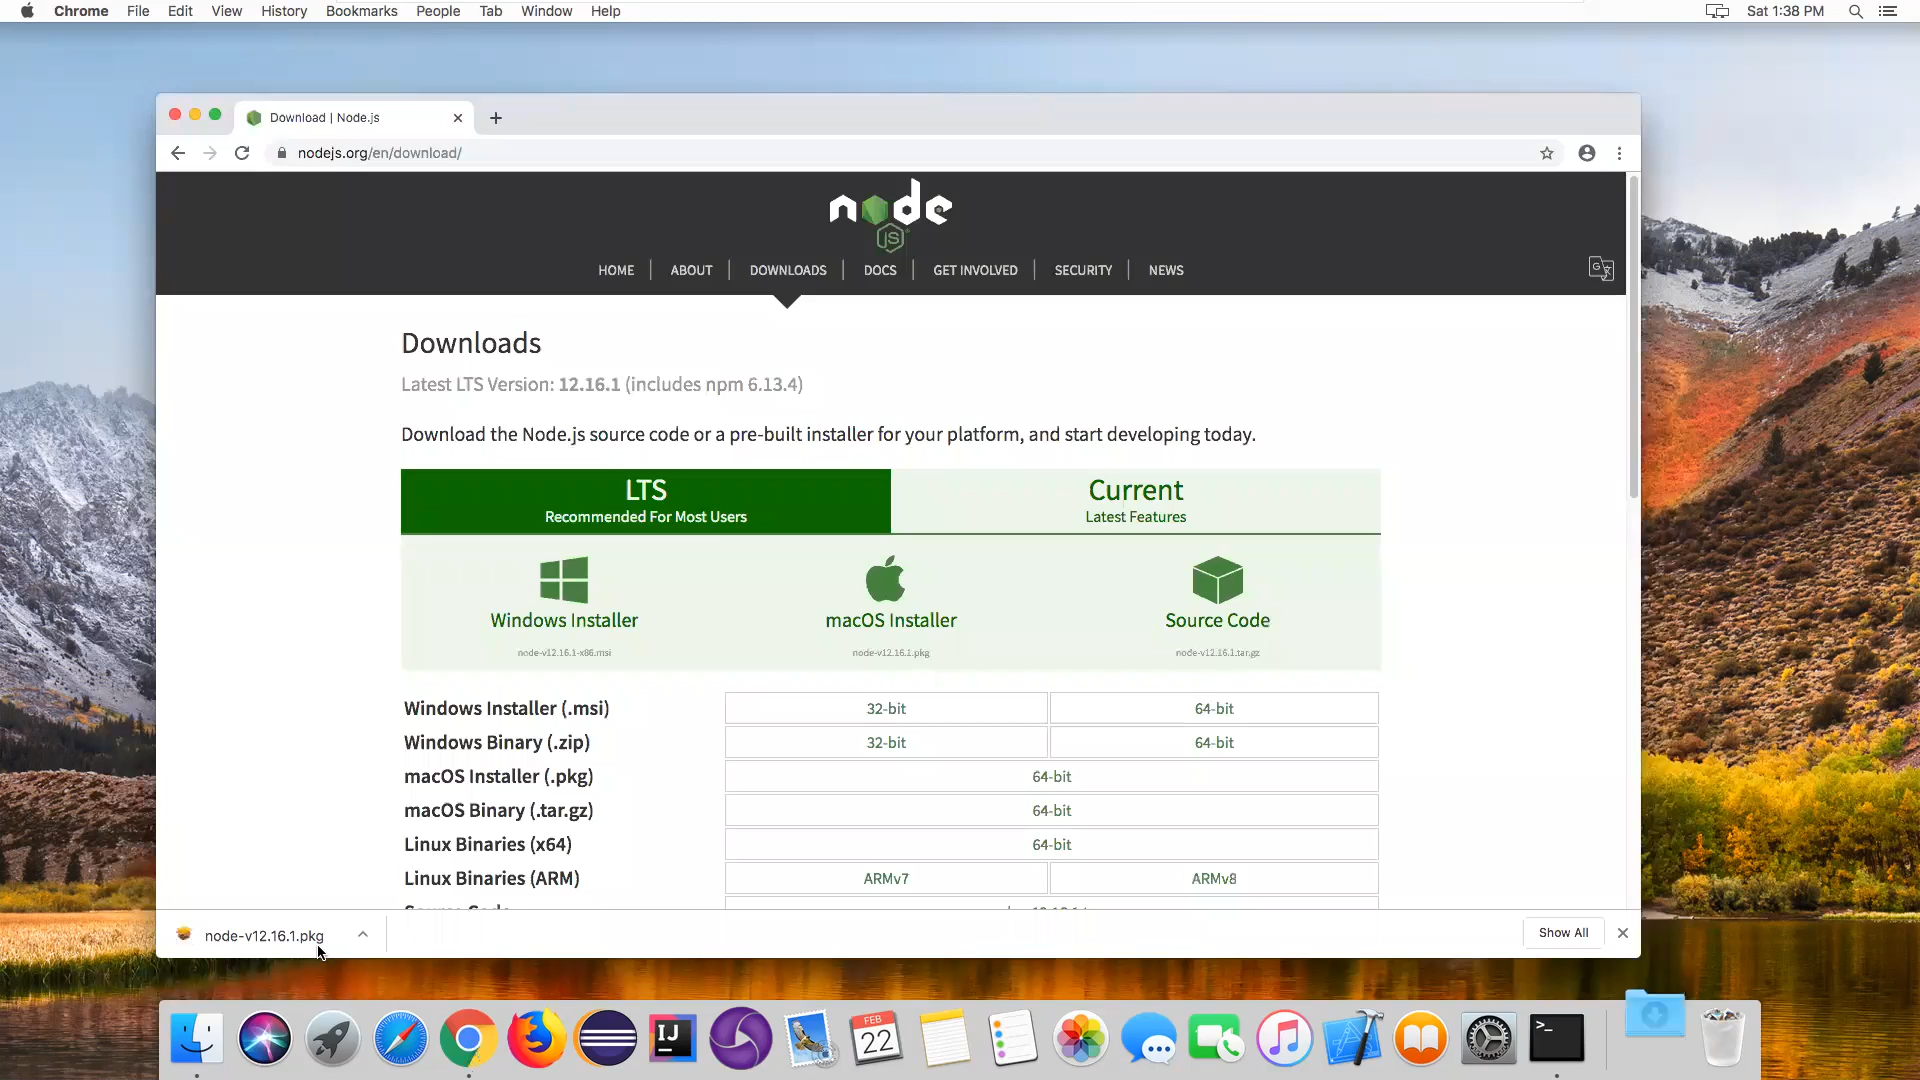 Chrome File Edit View History Bookmarks People Tab Window Help Sat 1:38 PM
Download | Node.js
nodejs.org/en/download/
node
JS
HOME ABOUT DOWNLOADS DOCS GET INVOLVED SECURITY NEWS
Downloads
Latest LTS Version: 12.16.1 (includes npm 6.13.4)
Download the Node.js source code or a pre-built installer for your platform, and start developing today.
LTS Current
Recommended For Most Users Latest Features
Windows Installer macOS Installer Source Code
node-v12.16.1-x86.msi node-v12.16.1.pkg node-v12.16.1.tar.gz
Windows Installer (.msi) 32-bit 64-bit
Windows Binary (.zip) 32-bit 64-bit
macOS Installer (.pkg) 64-bit
macOS Binary (.tar.gz) 64-bit
Linux Binaries (x64) 64-bit
Linux Binaries (ARM) ARMv7 ARMv8
node-v12.16.1.pkg Show All
IJ FEB 22 >_